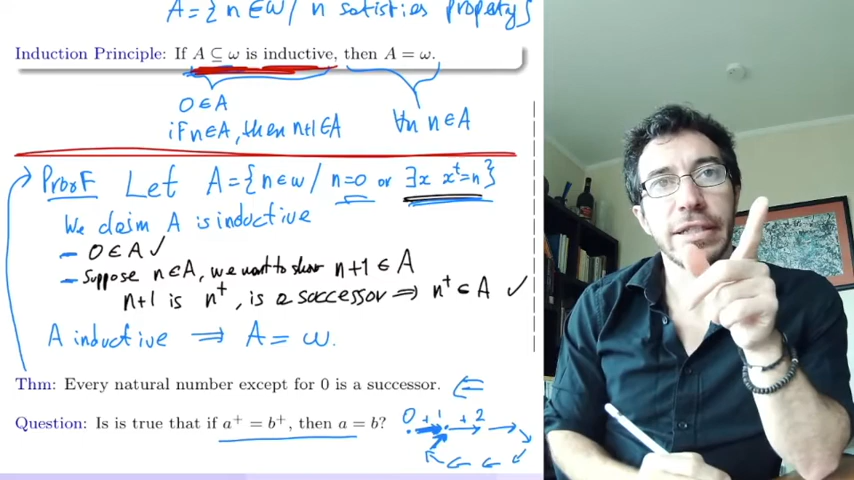 A = { n ∈ ω / n satisfies property }
Induction Principle: If A ⊆ ω is inductive, then A = ω.
0 ∈ A
if n ∈ A, then n+1 ∈ A
∀n n ∈ A
Proof Let A = { n ∈ ω / n=0 or ∃x x⁺=n }
We claim A is inductive
- 0 ∈ A ✓
- Suppose n ∈ A, we want to show n+1 ∈ A
n+1 is n⁺, is a successor ⟹ n⁺ ∈ A ✓
A inductive ⟹ A = ω.
Thm: Every natural number except for 0 is a successor.
Question: Is is true that if a⁺ = b⁺, then a = b?
0 +1 +2